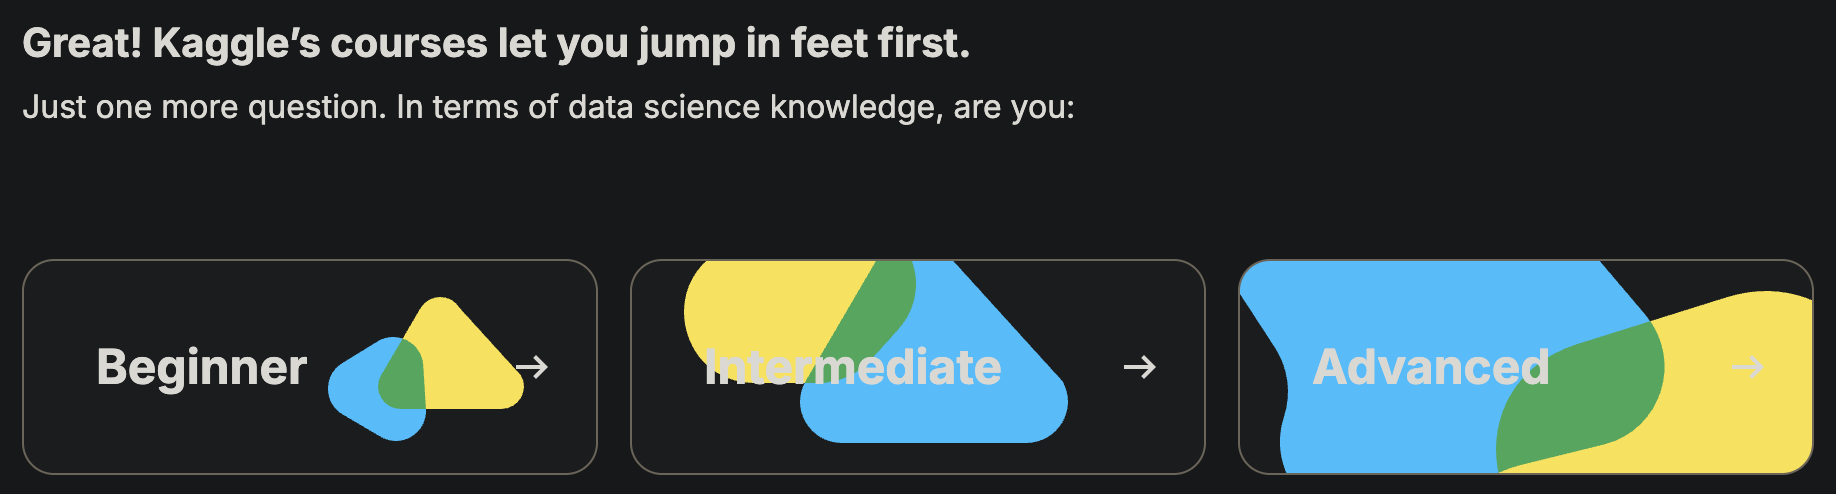 Great! Kaggle’s courses let you jump in feet first.
Just one more question. In terms of data science knowledge, are you:
Beginner →
Intermediate →
Advanced →